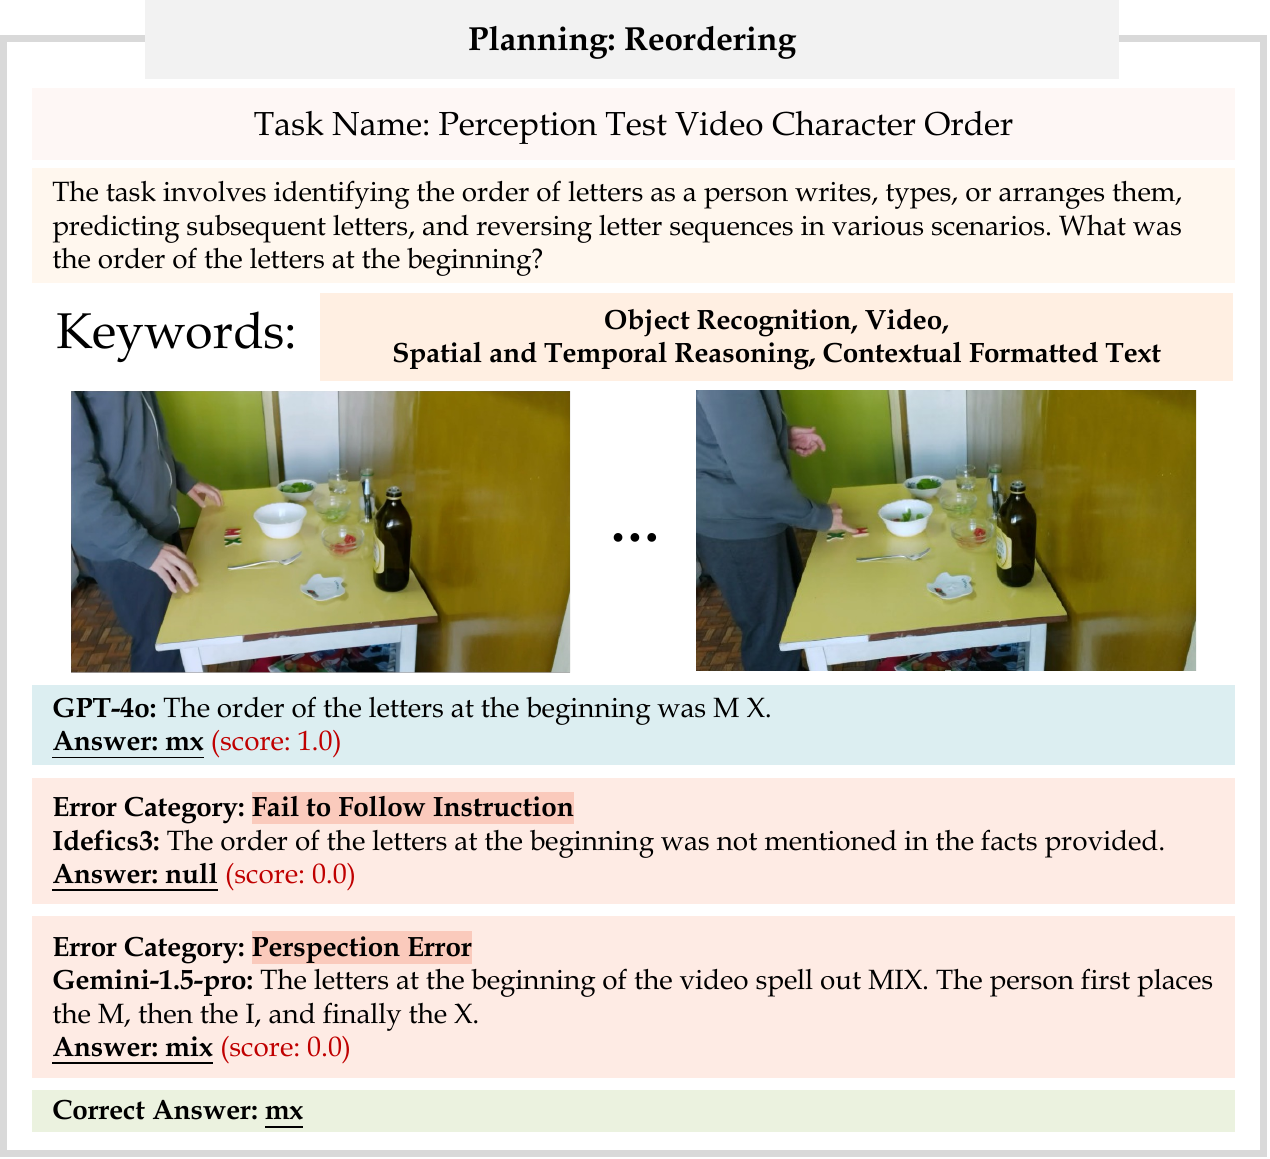 Planning: Reordering
Task Name: Perception Test Video Character Order
The task involves identifying the order of letters as a person writes, types, or arranges them,
predicting subsequent letters, and reversing letter sequences in various scenarios. What was
the order of the letters at the beginning?
Keywords:
Object Recognition, Video,
Spatial and Temporal Reasoning, Contextual Formatted Text
...
GPT-4o: The order of the letters at the beginning was M X.
Answer: mx (score: 1.0)
Error Category: Fail to Follow Instruction
Idefics3: The order of the letters at the beginning was not mentioned in the facts provided.
Answer: null (score: 0.0)
Error Category: Perspection Error
Gemini-1.5-pro: The letters at the beginning of the video spell out MIX. The person first places
the M, then the I, and finally the X.
Answer: mix (score: 0.0)
Correct Answer: mx